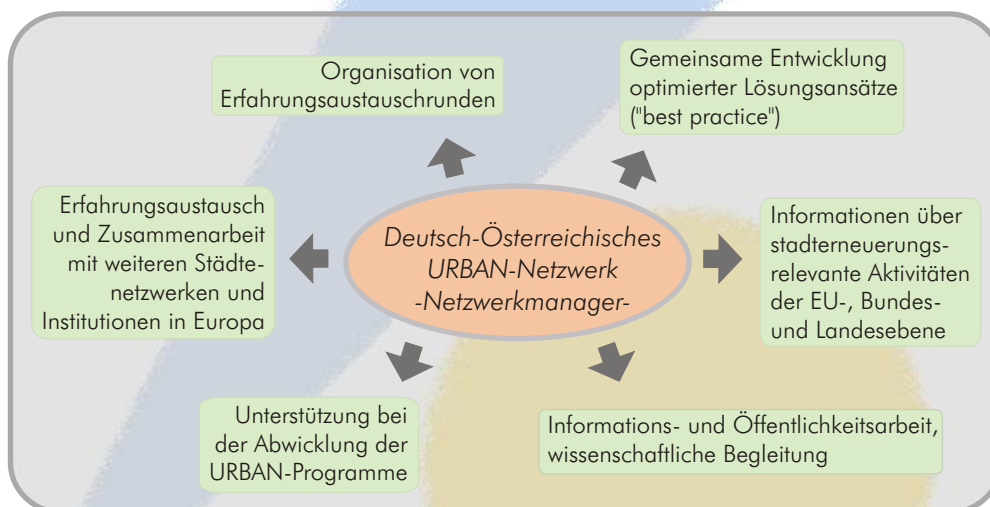 Organisation von
Erfahrungsaustauschrunden
Gemeinsame Entwicklung
optimierter Lösungsansätze
("best practice")
Erfahrungsaustausch
und Zusammenarbeit
mit weiteren Städte-
netzwerken und
Institutionen in Europa
Deutsch-Österreichisches
URBAN-Netzwerk
-Netzwerkmanager-
Informationen über
stadterneuerungs-
relevante Aktivitäten
der EU-, Bundes-
und Landesebene
Unterstützung bei
der Abwicklung der
URBAN-Programme
Informations- und Öffentlichkeitsarbeit,
wissenschaftliche Begleitung